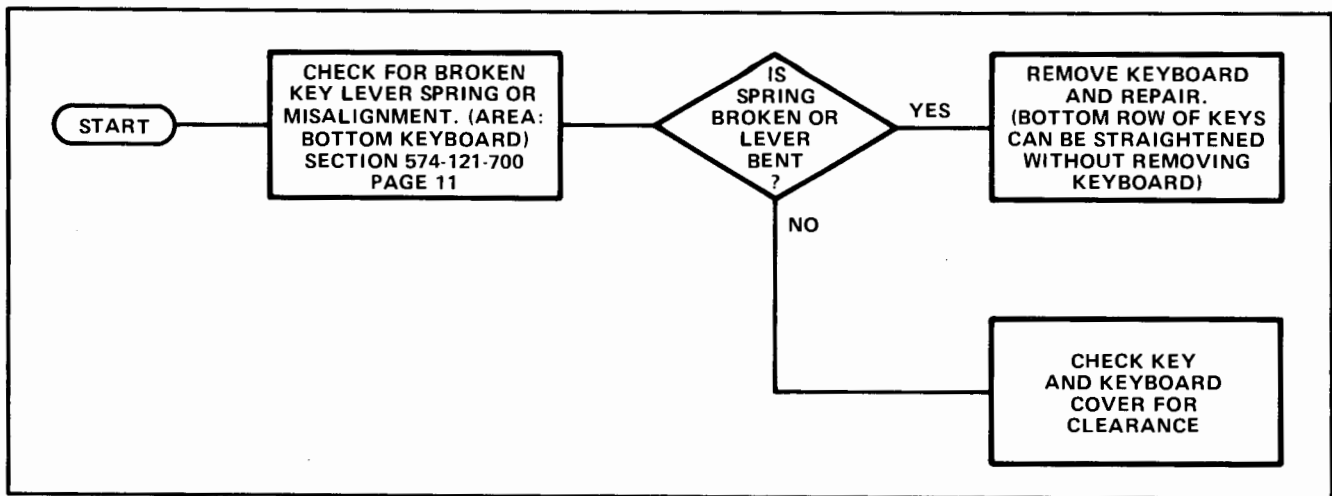 START
CHECK FOR BROKEN
KEY LEVER SPRING OR
MISALIGNMENT. (AREA:
BOTTOM KEYBOARD)
SECTION 574-121-700
PAGE 11
IS
SPRING
BROKEN OR
LEVER
BENT
?
YES
REMOVE KEYBOARD
AND REPAIR.
(BOTTOM ROW OF KEYS
CAN BE STRAIGHTENED
WITHOUT REMOVING
KEYBOARD)
NO
CHECK KEY
AND KEYBOARD
COVER FOR
CLEARANCE